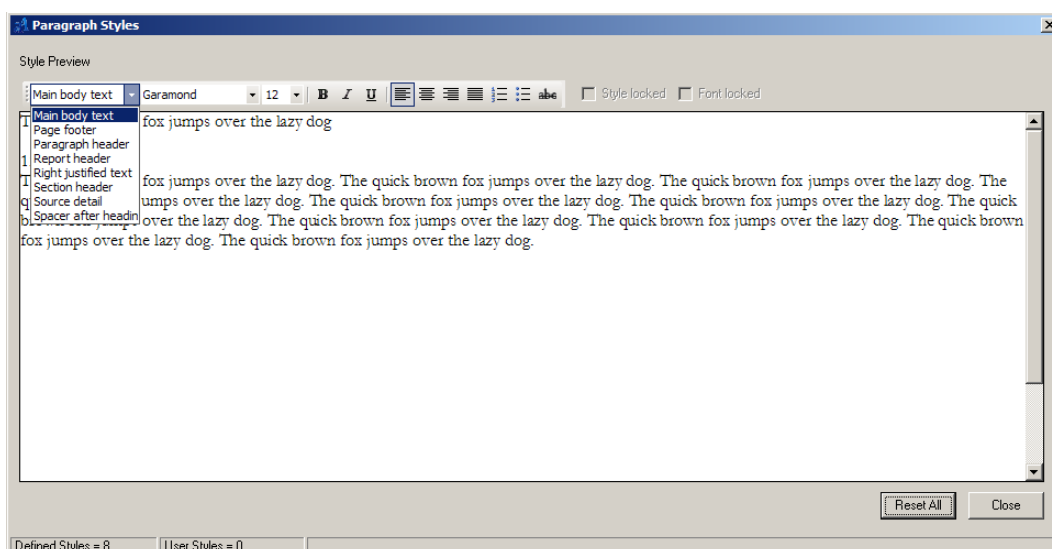 Paragraph Styles
Style Preview
Main body text Garamond 12 B I U abc Style locked Font locked
Main body text
Page footer
Paragraph header
Report header
Right justified text
Section header
Source detail
Spacer after headin
T fox jumps over the lazy dog
1
T fox jumps over the lazy dog. The quick brown fox jumps over the lazy dog. The quick brown fox jumps over the lazy dog. The
q umps over the lazy dog. The quick brown fox jumps over the lazy dog. The quick brown fox jumps over the lazy dog. The quick
over the lazy dog. The quick brown fox jumps over the lazy dog. The quick brown fox jumps over the lazy dog. The quick brown
fox jumps over the lazy dog. The quick brown fox jumps over the lazy dog.
Reset All Close
Defined Styles = 8 User Styles = 0